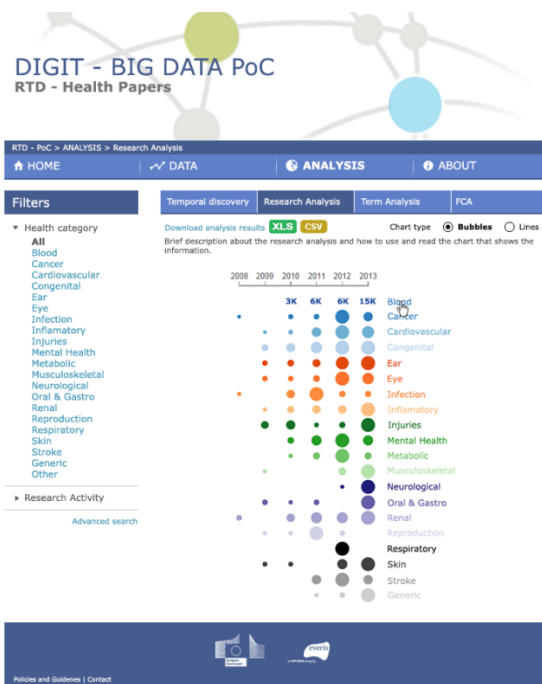 DIGIT - BIG DATA PoC
RTD - Health Papers
RTD - PoC > ANALYSIS > Research Analysis
HOME DATA ANALYSIS ABOUT
Filters
Health category
All
Blood
Cancer
Cardiovascular
Congenital
Ear
Eye
Infection
Inflamatory
Injuries
Mental Health
Metabolic
Musculoskeletal
Neurological
Oral & Gastro
Renal
Reproduction
Respiratory
Skin
Stroke
Generic
Other
Research Activity
Advanced search
Temporal discovery Research Analysis Term Analysis FCA
Download analysis results XLS CSV Chart type Bubbles Lines
Brief description about the research analysis and how to use and read the chart that shows the
information.
2008 2009 2010 2011 2012 2013
3K 6K 6K 15K Blood
Cancer
Cardiovascular
Congenital
Ear
Eye
Infection
Inflamatory
Injuries
Mental Health
Metabolic
Musculoskeletal
Neurological
Oral & Gastro
Renal
Reproduction
Respiratory
Skin
Stroke
Generic
everis
Policies and Guidenes | Contact